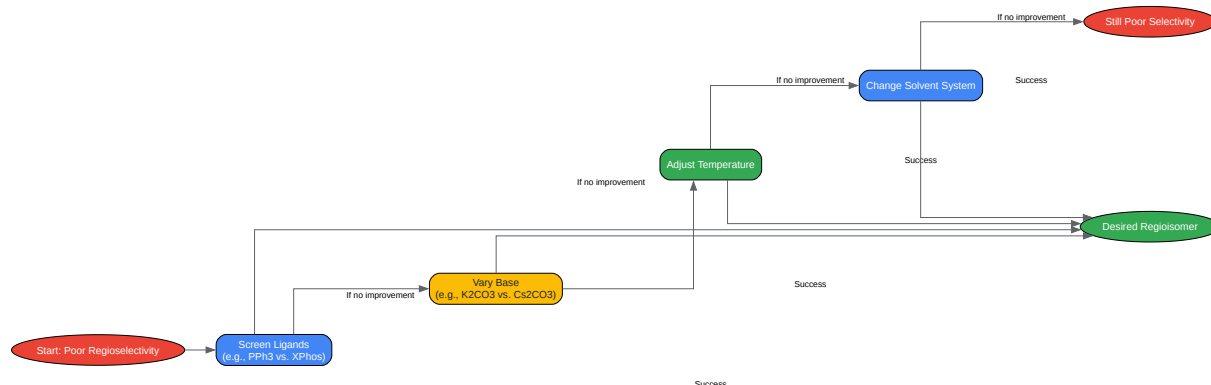 If no improvement
Still Poor Selectivity
If no improvement
Change Solvent System
Success
Adjust Temperature
Success
If no improvement
Desired Regioisomer
Vary Base
(e.g., K2CO3 vs. Cs2CO3)
Success
If no improvement
Start: Poor Regioselectivity
Screen Ligands
(e.g., PPh3 vs. XPhos)
Success